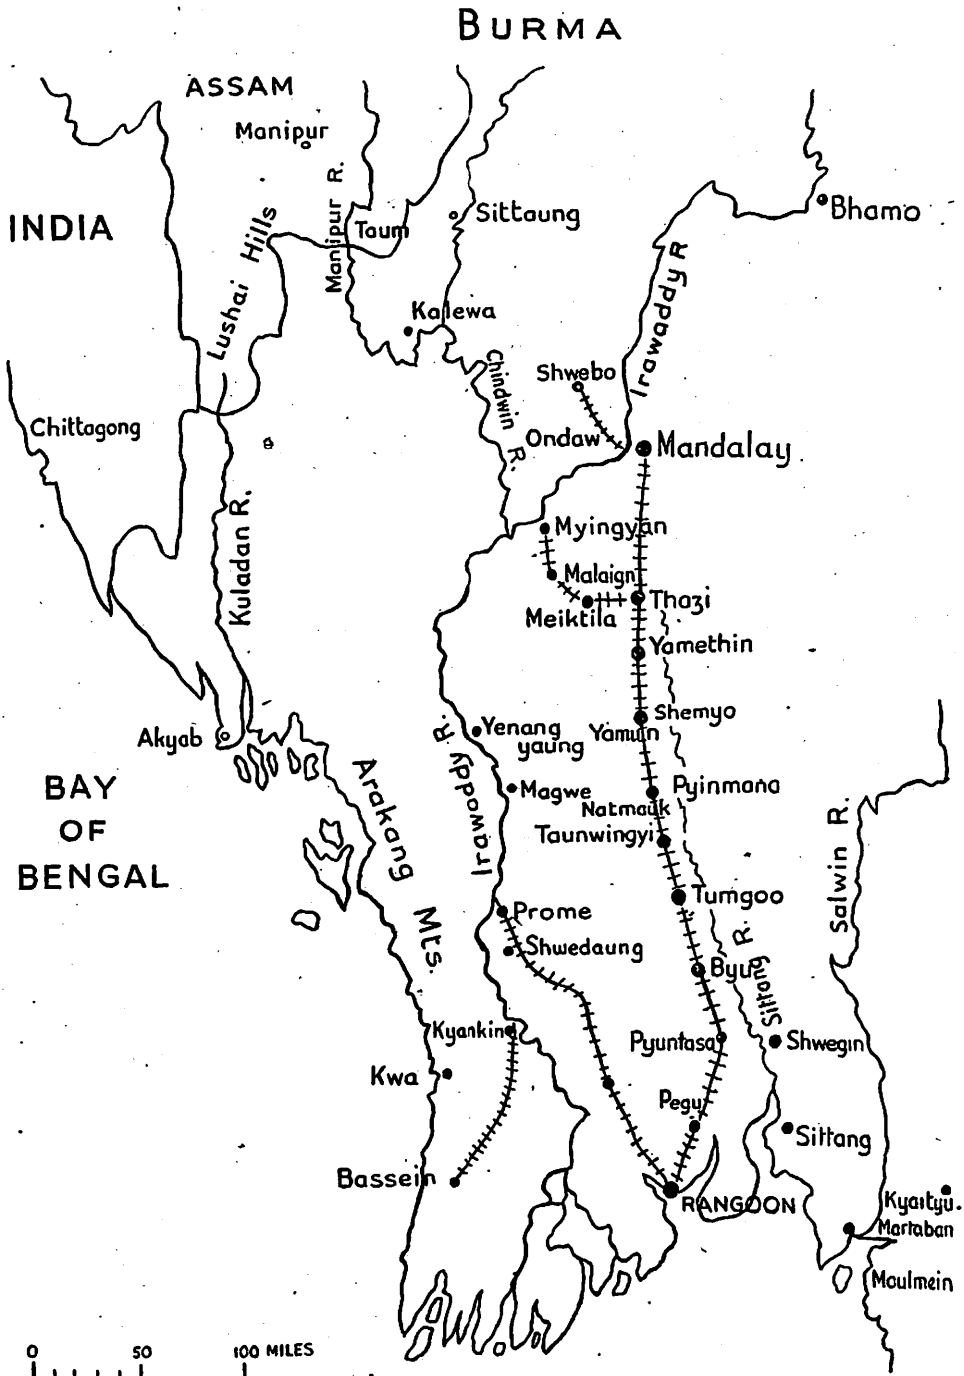 BURMA
ASSAM
Manipur
INDIA
Lushai Hills
Manipur R.
Taum
Sittaung
Bhamo
Kalewa
Irawaddy R
Chindwin R.
Shwebo
Chittagong
Ondaw
Mandalay
Kuladan R.
Myingyan
Malaign
Meiktila
Thazi
Yamethin
Shemyo
Akyab
Yenang
yaung
Yamuin
Irawaddy R.
BAY
OF
BENGAL
Arakang Mts.
Magwe
Pyinmana
Natmauk
Taunwingyi
Salwin R.
Tumgoo
Prome
Shwedaung
Byu
Sittang R.
Kyankin
Pyuntasa
Shwegin
Kwa
Pegu
Sittang
Bassein
RANGOON
Kyaityu.
Martaban
Moulmein
0 50 100 MILES